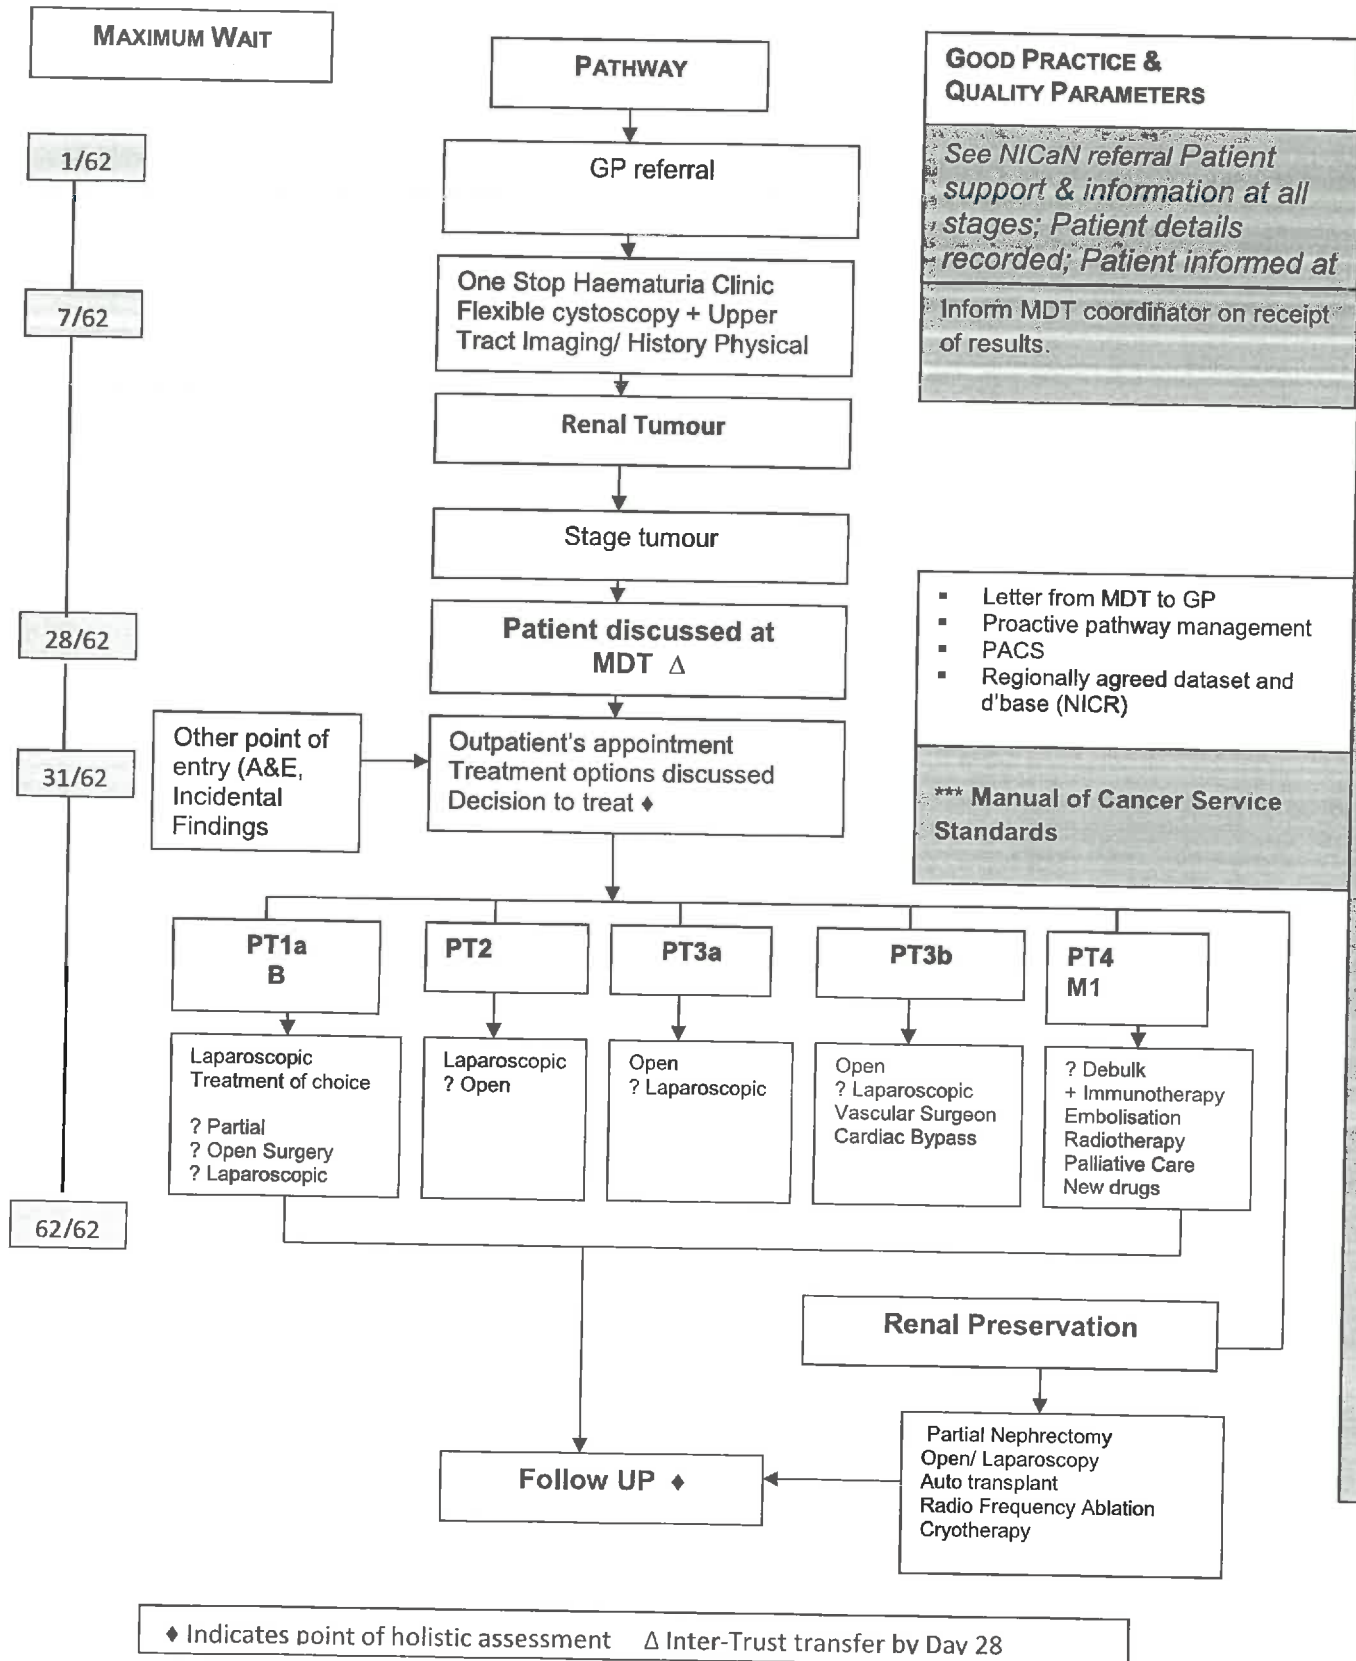 MAXIMUM WAIT
PATHWAY
GOOD PRACTICE &
QUALITY PARAMETERS
1/62
GP referral
See NICaN referral Patient
support & information at all
stages; Patient details
recorded; Patient informed at
7/62
One Stop Haematuria Clinic
Flexible cystoscopy + Upper
Tract Imaging/ History Physical
Inform MDT coordinator on receipt
of results.
Renal Tumour
Stage tumour
28/62
Patient discussed at
MDT Δ
▪ Letter from MDT to GP
▪ Proactive pathway management
▪ PACS
▪ Regionally agreed dataset and
d'base (NICR)
31/62
Other point of
entry (A&E,
Incidental
Findings
Outpatient's appointment
Treatment options discussed
Decision to treat ♦
*** Manual of Cancer Service
Standards
PT1a
B
PT2
PT3a
PT3b
PT4
M1
Laparoscopic
Treatment of choice
? Partial
? Open Surgery
? Laparoscopic
Laparoscopic
? Open
Open
? Laparoscopic
Open
? Laparoscopic
Vascular Surgeon
Cardiac Bypass
? Debulk
+ Immunotherapy
Embolisation
Radiotherapy
Palliative Care
New drugs
62/62
Renal Preservation
Partial Nephrectomy
Open/ Laparoscopy
Auto transplant
Radio Frequency Ablation
Cryotherapy
Follow UP ♦
♦ Indicates point of holistic assessment Δ Inter-Trust transfer by Day 28